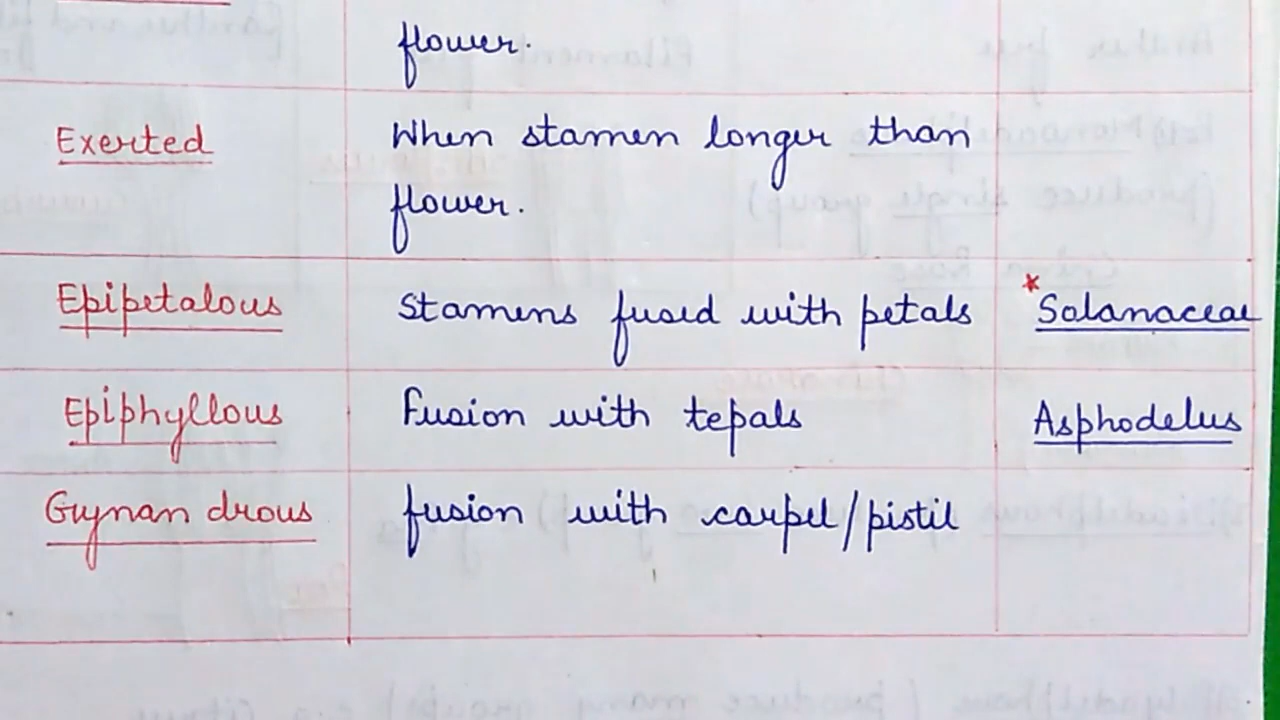 flower.
Exerted When stamen longer than
flower.
Epipetalous Stamens fused with petals *Solanaceae
Epiphyllous Fusion with tepals Asphodelus
Gynandrous fusion with carpel/pistil